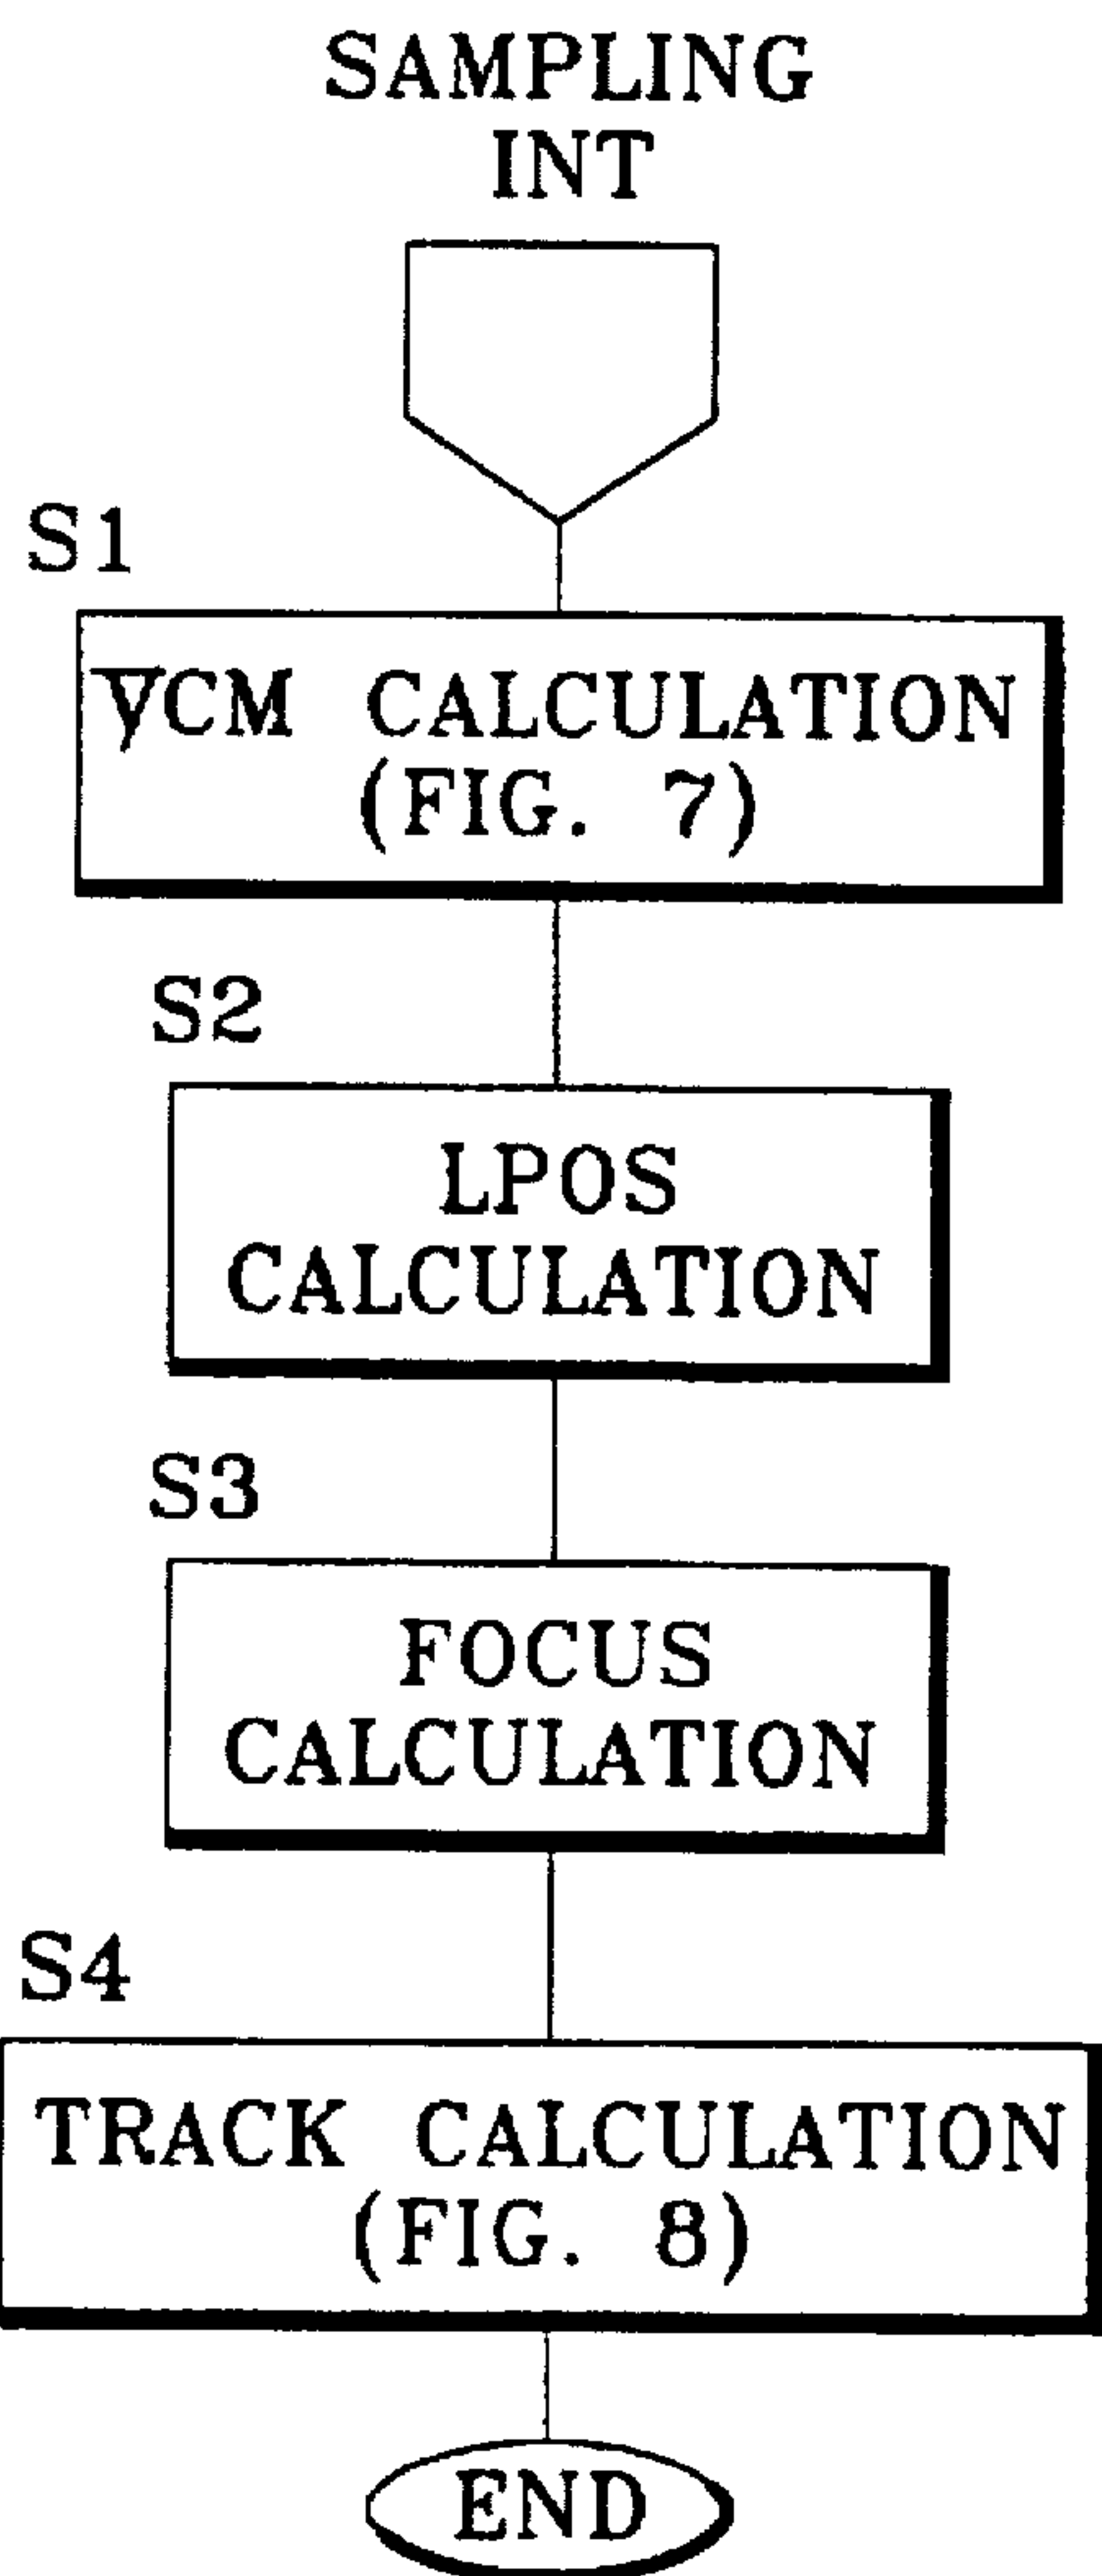 SAMPLING
INT
S1
VCM CALCULATION
(FIG. 7)
S2
LPOS
CALCULATION
S3
FOCUS
CALCULATION
S4
TRACK CALCULATION
(FIG. 8)
END